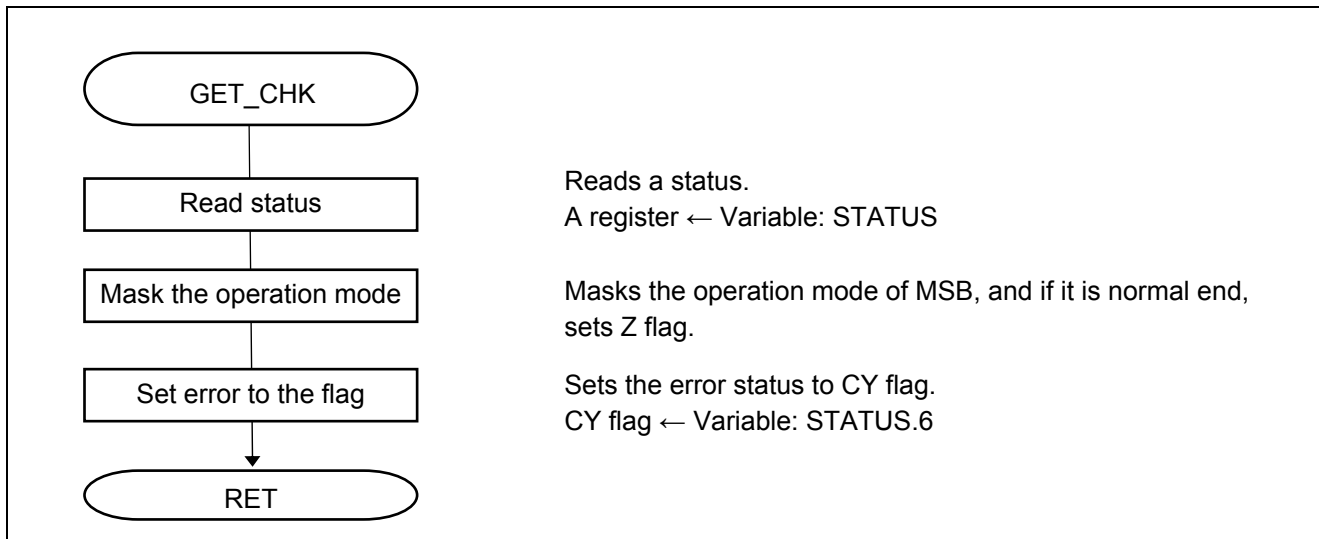 GET_CHK
Read status
Reads a status.
A register ← Variable: STATUS
Mask the operation mode
Masks the operation mode of MSB, and if it is normal end,
sets Z flag.
Set error to the flag
Sets the error status to CY flag.
CY flag ← Variable: STATUS.6
RET